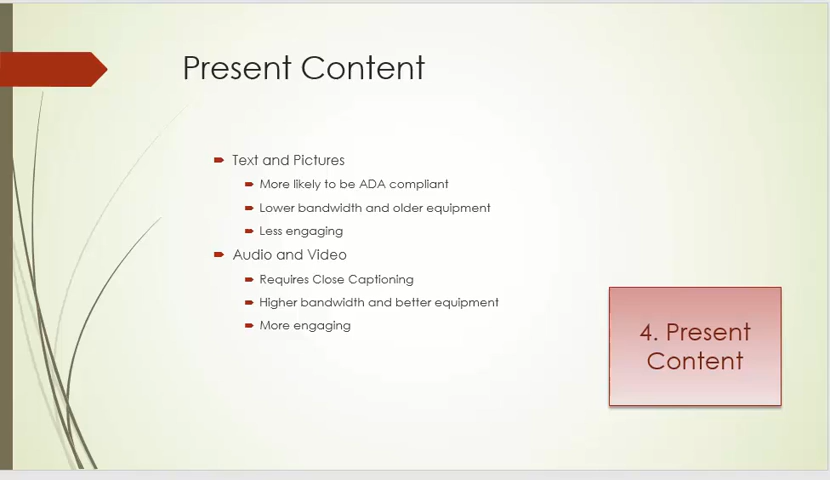 Present Content
Text and Pictures
More likely to be ADA compliant
Lower bandwidth and older equipment
Less engaging
Audio and Video
Requires Close Captioning
Higher bandwidth and better equipment
More engaging
4. Present
Content